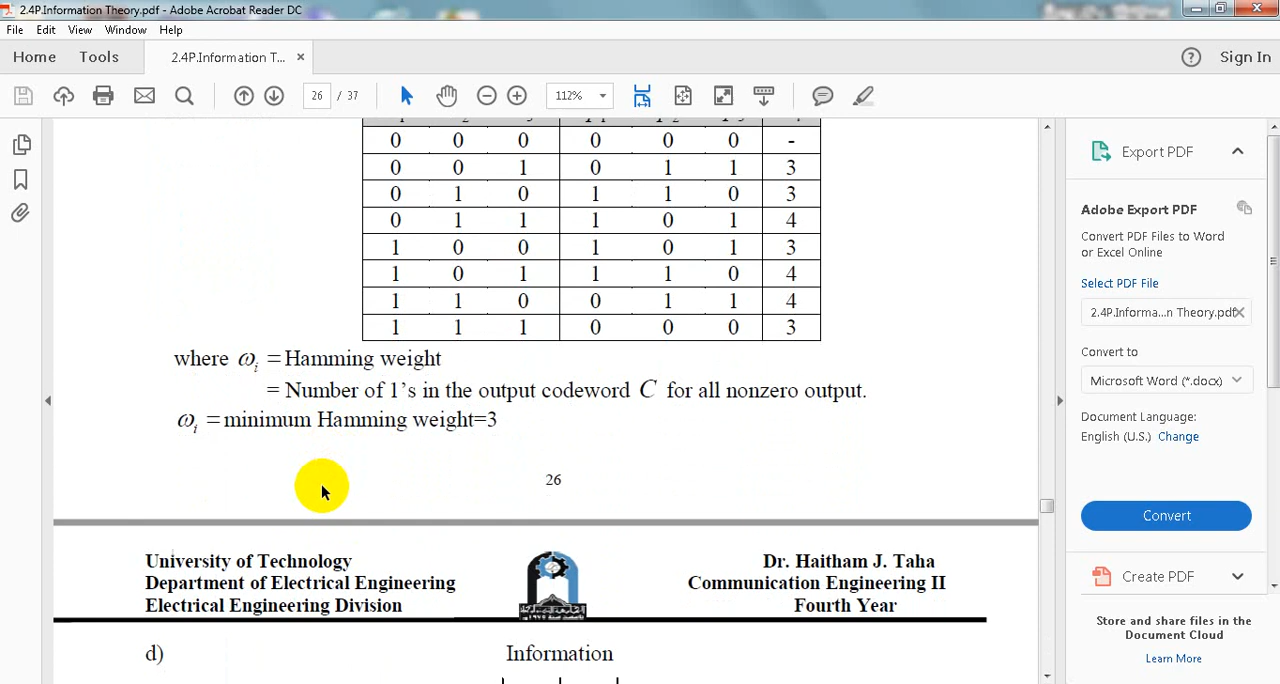 2.4P.Information Theory.pdf - Adobe Acrobat Reader DC
File Edit View Window Help
Home Tools 2.4P.Information T... × Sign In
26 / 37 112%
0 0 0 0 0 0 -
0 0 1 0 1 1 3
0 1 0 1 1 0 3
0 1 1 1 0 1 4
1 0 0 1 0 1 3
1 0 1 1 1 0 4
1 1 0 0 1 1 4
1 1 1 0 0 0 3
where ωᵢ = Hamming weight
= Number of 1's in the output codeword C for all nonzero output.
ωᵢ = minimum Hamming weight=3
26
University of Technology
Department of Electrical Engineering
Electrical Engineering Division
Dr. Haitham J. Taha
Communication Engineering II
Fourth Year
d) Information
Export PDF
Adobe Export PDF
Convert PDF Files to Word
or Excel Online
Select PDF File
2.4P.Informa...n Theory.pdf
Convert to
Microsoft Word (*.docx)
Document Language:
English (U.S.) Change
Convert
Create PDF
Store and share files in the
Document Cloud
Learn More